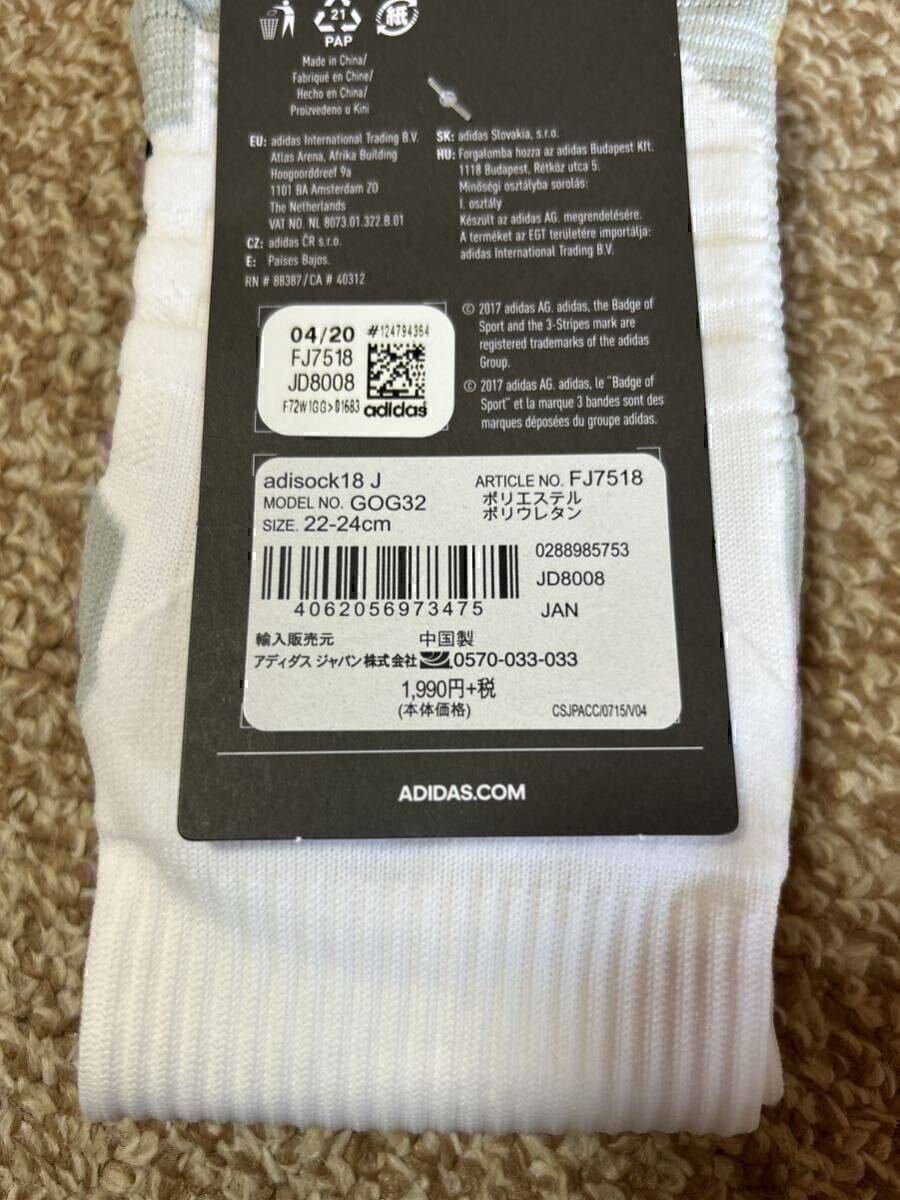 21
PAP
紙
Made in China/
Fabriqué en Chine/
Hecho en China/
Proizvedeno u Kini
EU: adidas International Trading B.V.
Atlas Arena, Afrika Building
Hoogoorddreef 9a
1101 BA Amsterdam ZO
The Netherlands
VAT NO. NL 8073.01.322.B.01
CZ: adidas ČR s.r.o.
E: Países Bajos.
RN # 88387/CA # 40312
SK: adidas Slovakia, s.r.o.
HU: Forgalomba hozza az adidas Budapest Kft.
1118 Budapest, Rétköz utca 5.
Minőségi osztályba sorolás:
I. osztály
Készült az adidas AG. megrendelésére.
A terméket az EGT területére importálja:
adidas International Trading B.V.
© 2017 adidas AG. adidas, the Badge of
Sport and the 3-Stripes mark are
registered trademarks of the adidas
Group.
© 2017 adidas AG. adidas, le "Badge of
Sport" et la marque 3 bandes sont des
marques déposées du groupe adidas.
04/20 #124794364
FJ7518
JD8008
F72W1GG>D1683 adidas
adisock18 J ARTICLE NO. FJ7518
MODEL NO. GOG32 ポリエステル
SIZE. 22-24cm ポリウレタン
0288985753
JD8008
4062056973475 JAN
輸入販売元 中国製
アディダス ジャパン株式会社 0570-033-033
1,990円+税
(本体価格) CSJPACC/0715/V04
ADIDAS.COM